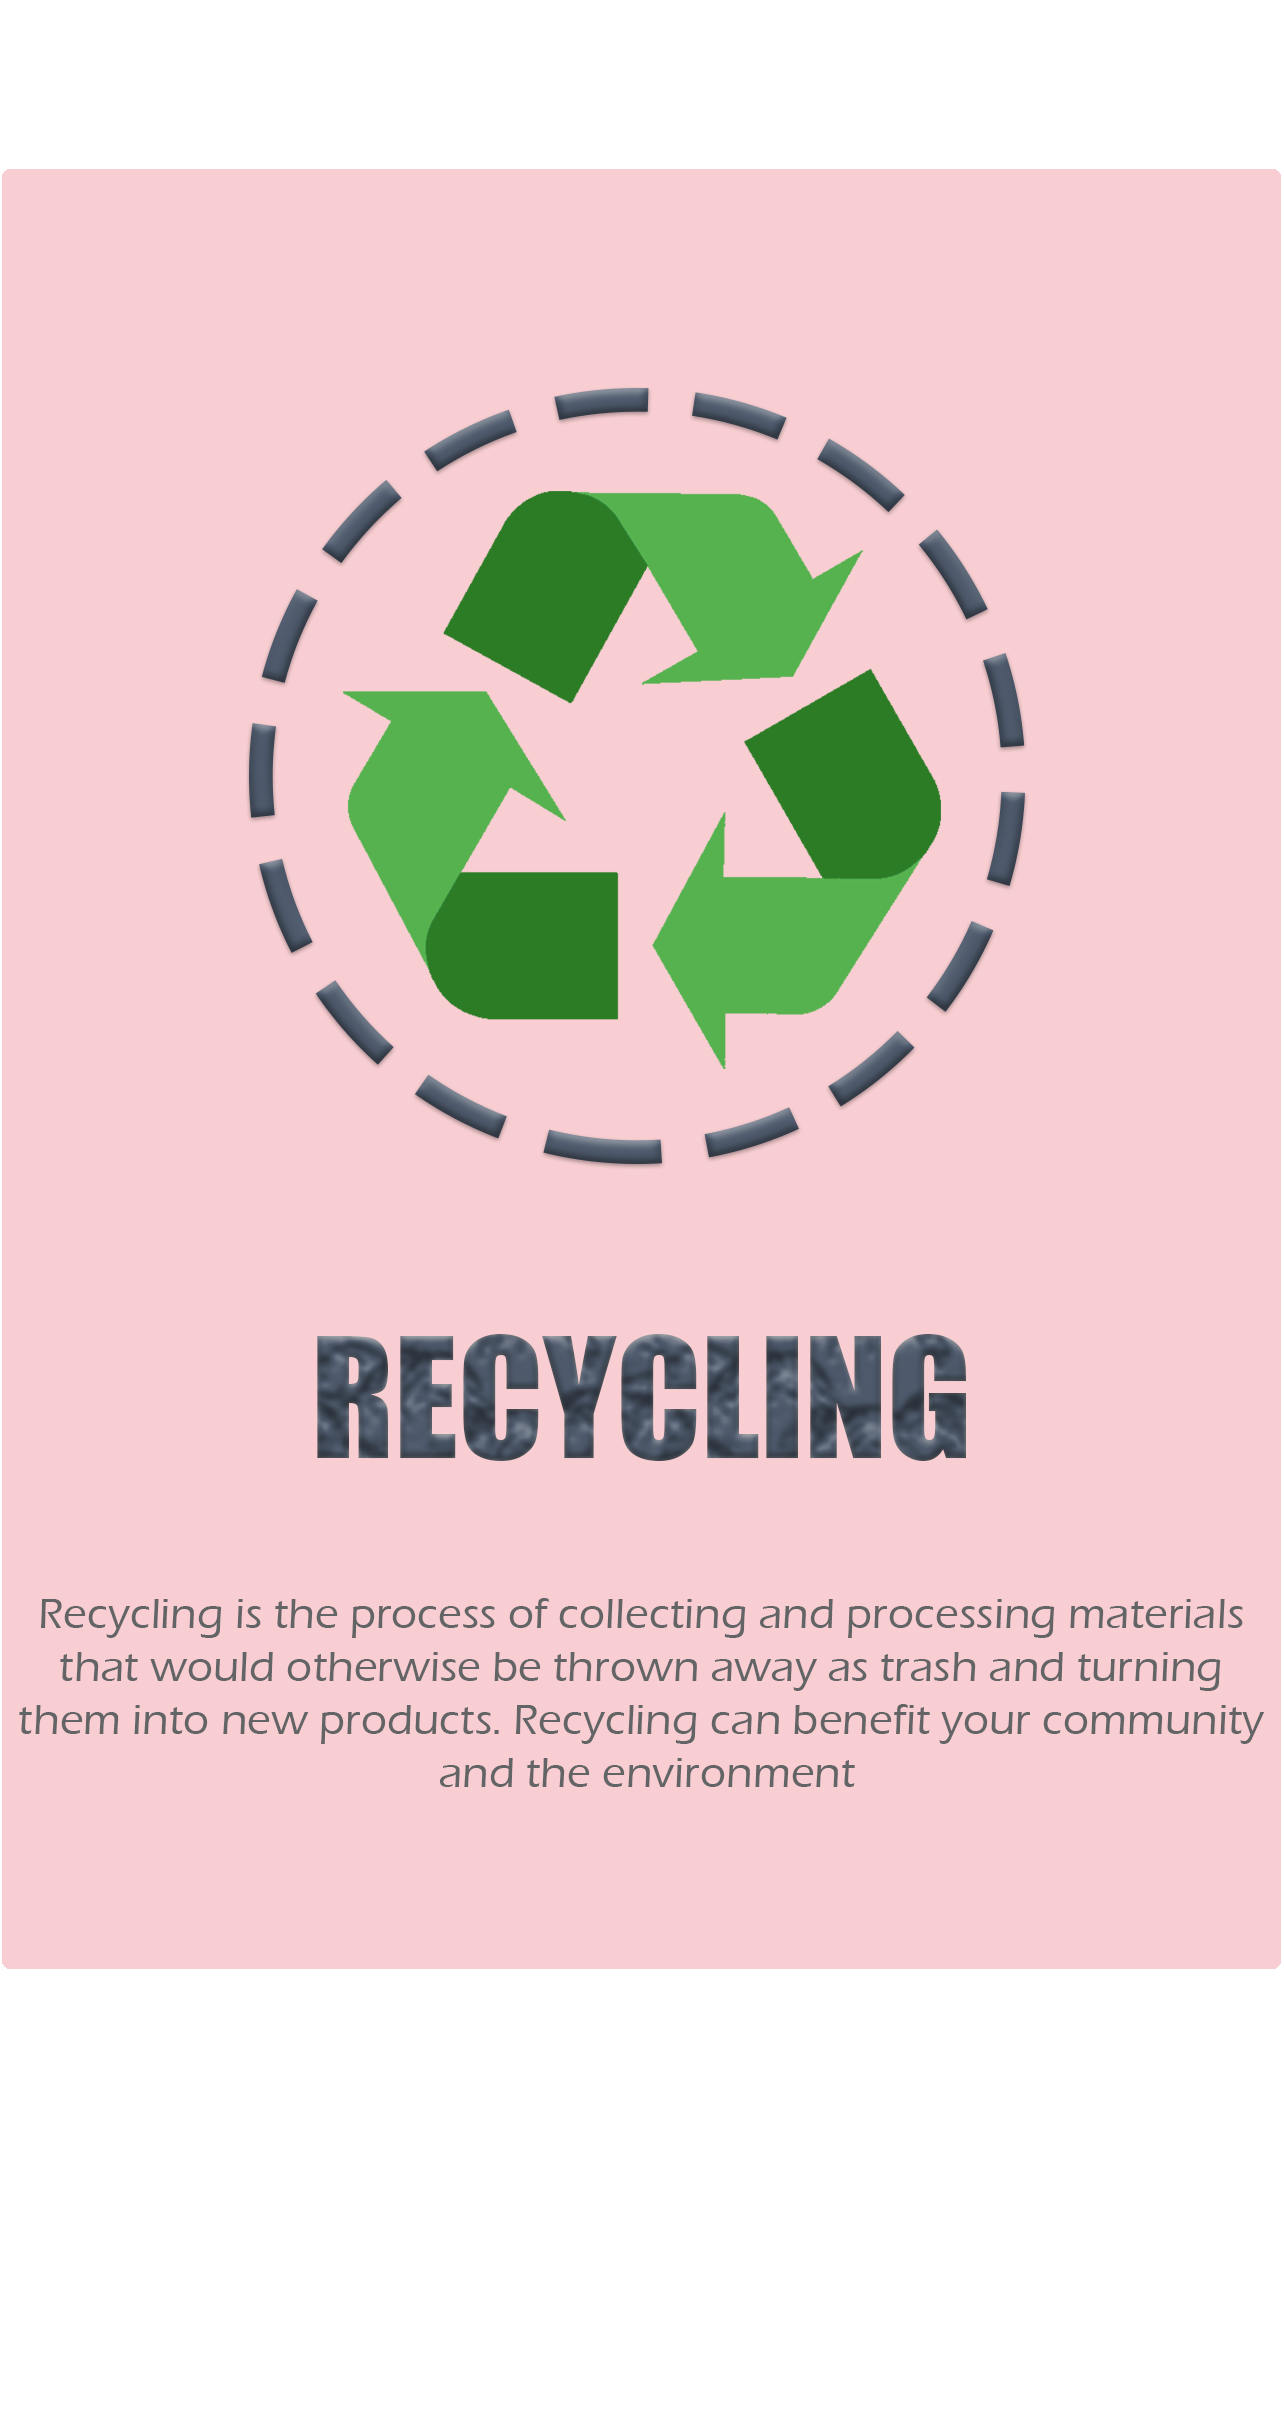 RECYCLING
Recycling is the process of collecting and processing materials
that would otherwise be thrown away as trash and turning
them into new products. Recycling can benefit your community
and the environment